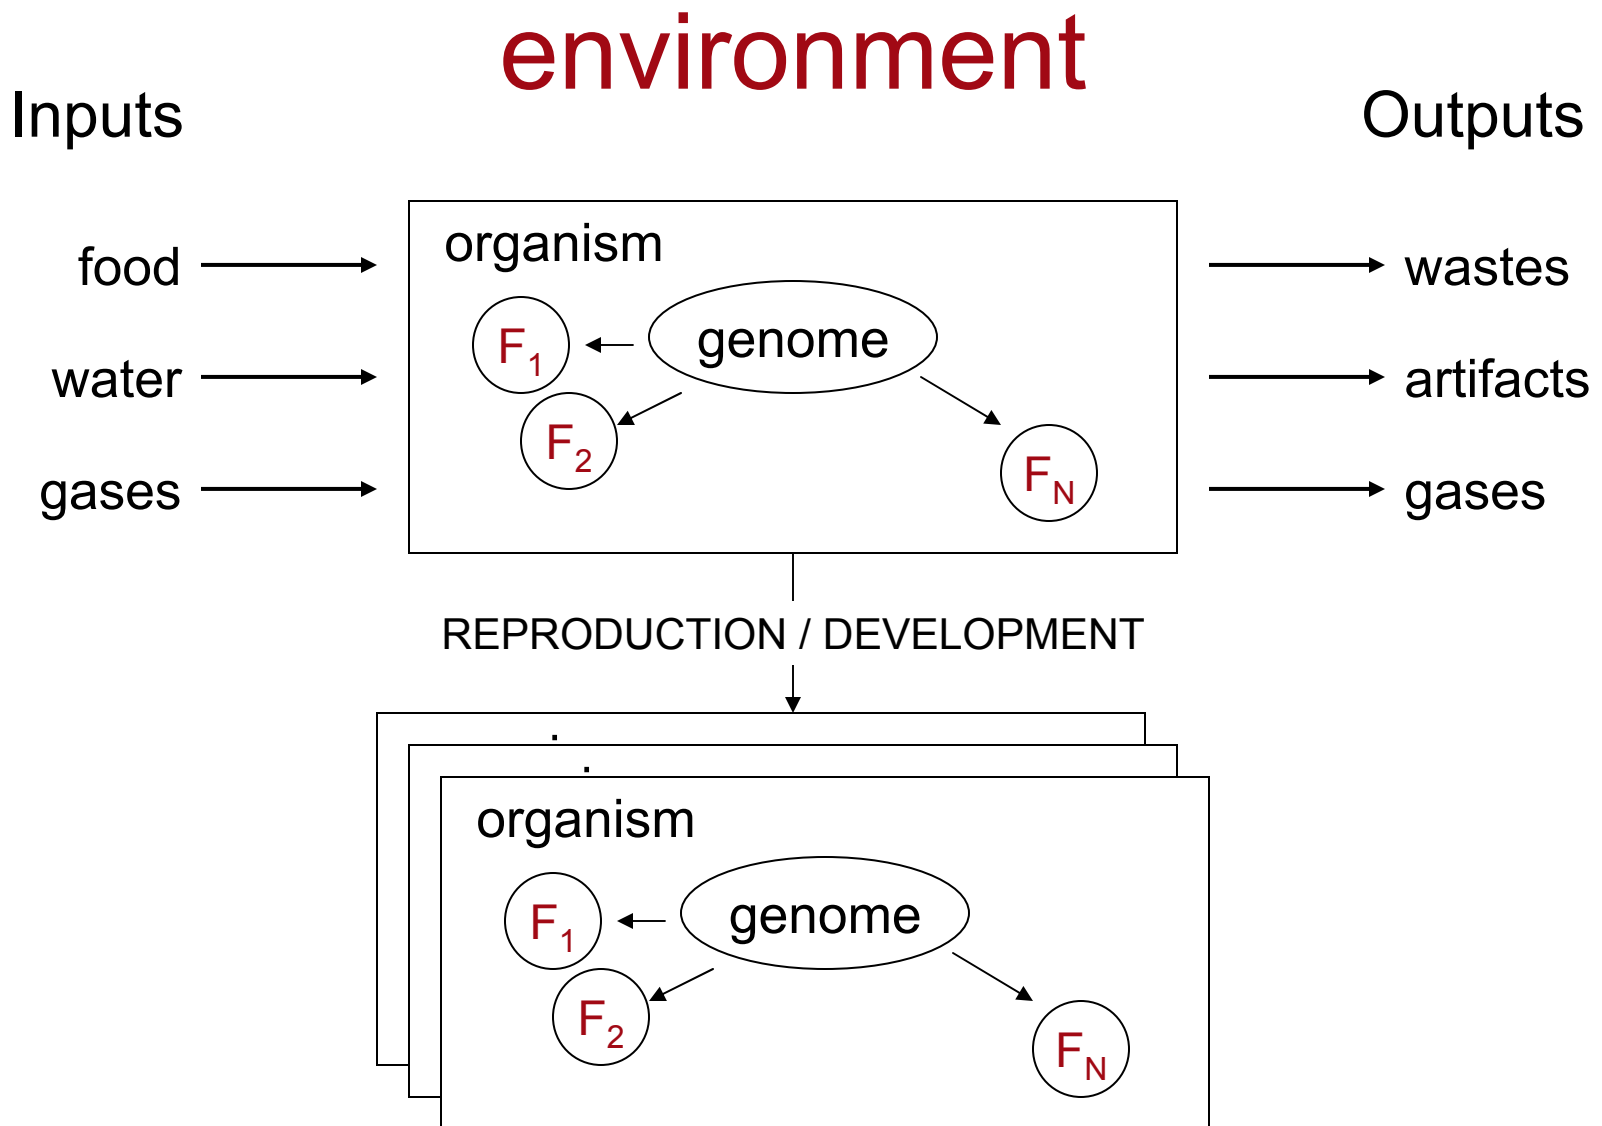 environment
Inputs
Outputs
food
water
gases
organism
genome
F1
F2
FN
wastes
artifacts
gases
REPRODUCTION / DEVELOPMENT
.
.
organism
genome
F1
F2
FN